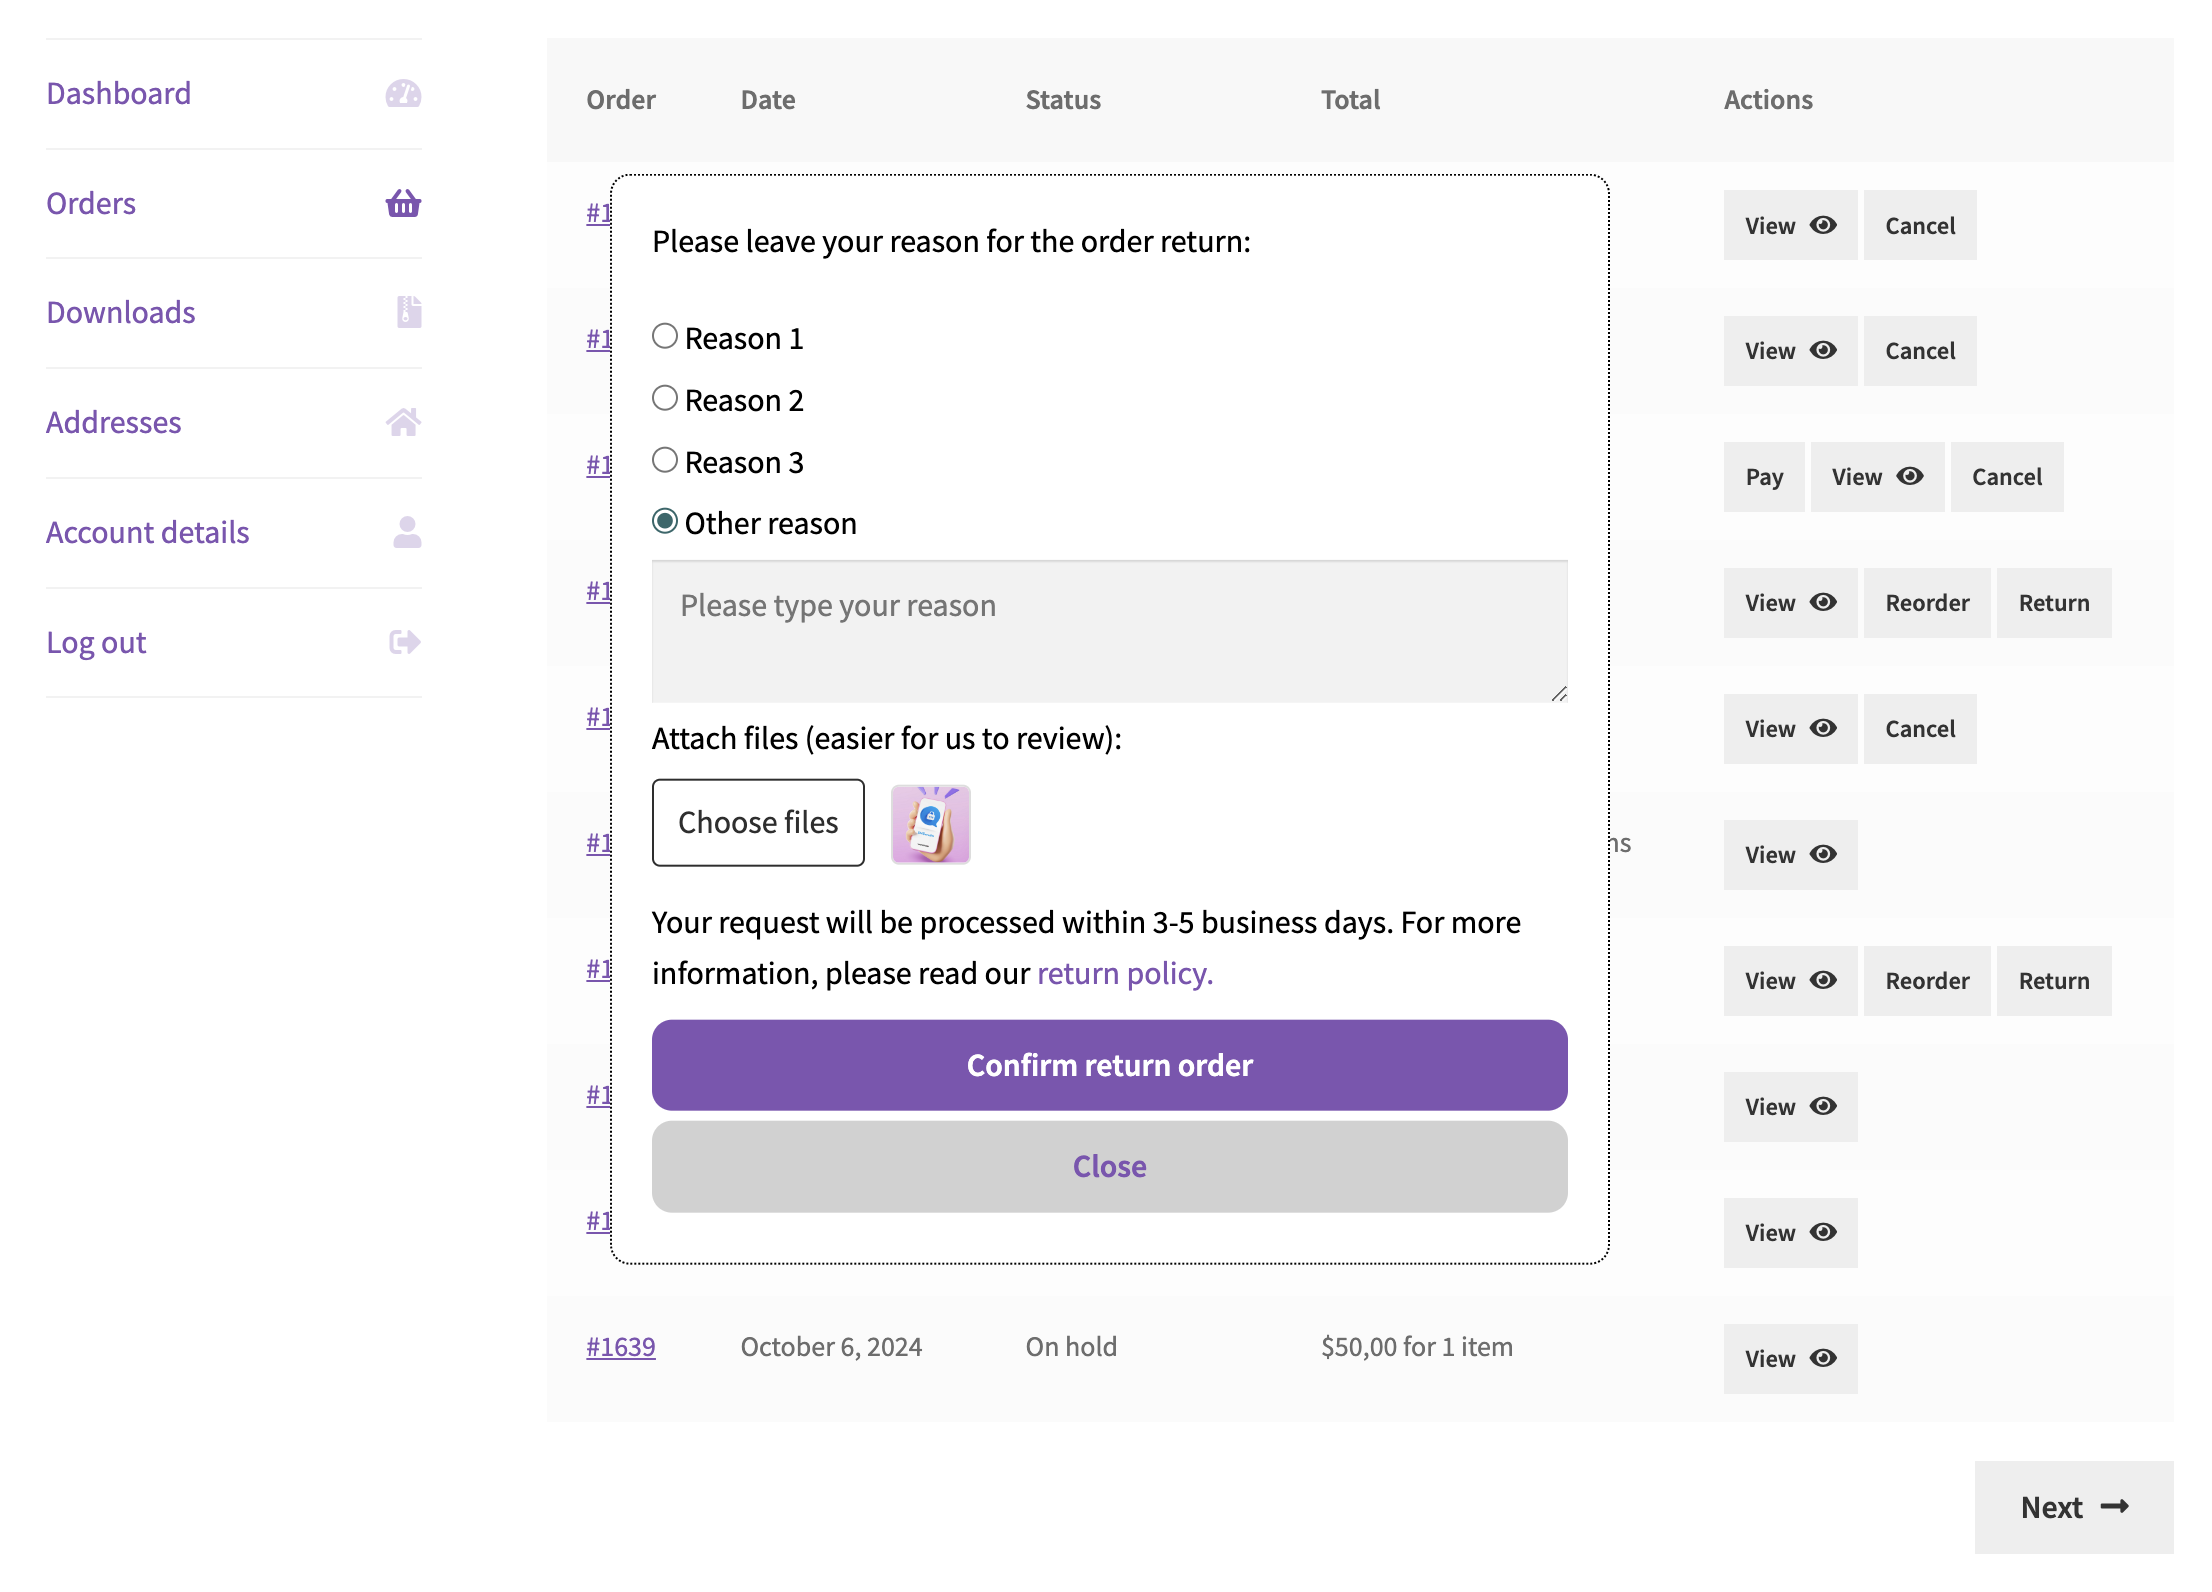 Dashboard
Orders
Downloads
Addresses
Account details
Log out
Order Date Status Total Actions
#1 View Cancel
#1 View Cancel
#1 Pay View Cancel
#1 View Reorder Return
#1 View Cancel
#1 ns View
#1 View Reorder Return
#1 View
#1 View
#1639 October 6, 2024 On hold $50,00 for 1 item View
Next
Please leave your reason for the order return:
Reason 1
Reason 2
Reason 3
Other reason
Please type your reason
Attach files (easier for us to review):
Choose files
Your request will be processed within 3-5 business days. For more
information, please read our return policy.
Confirm return order
Close